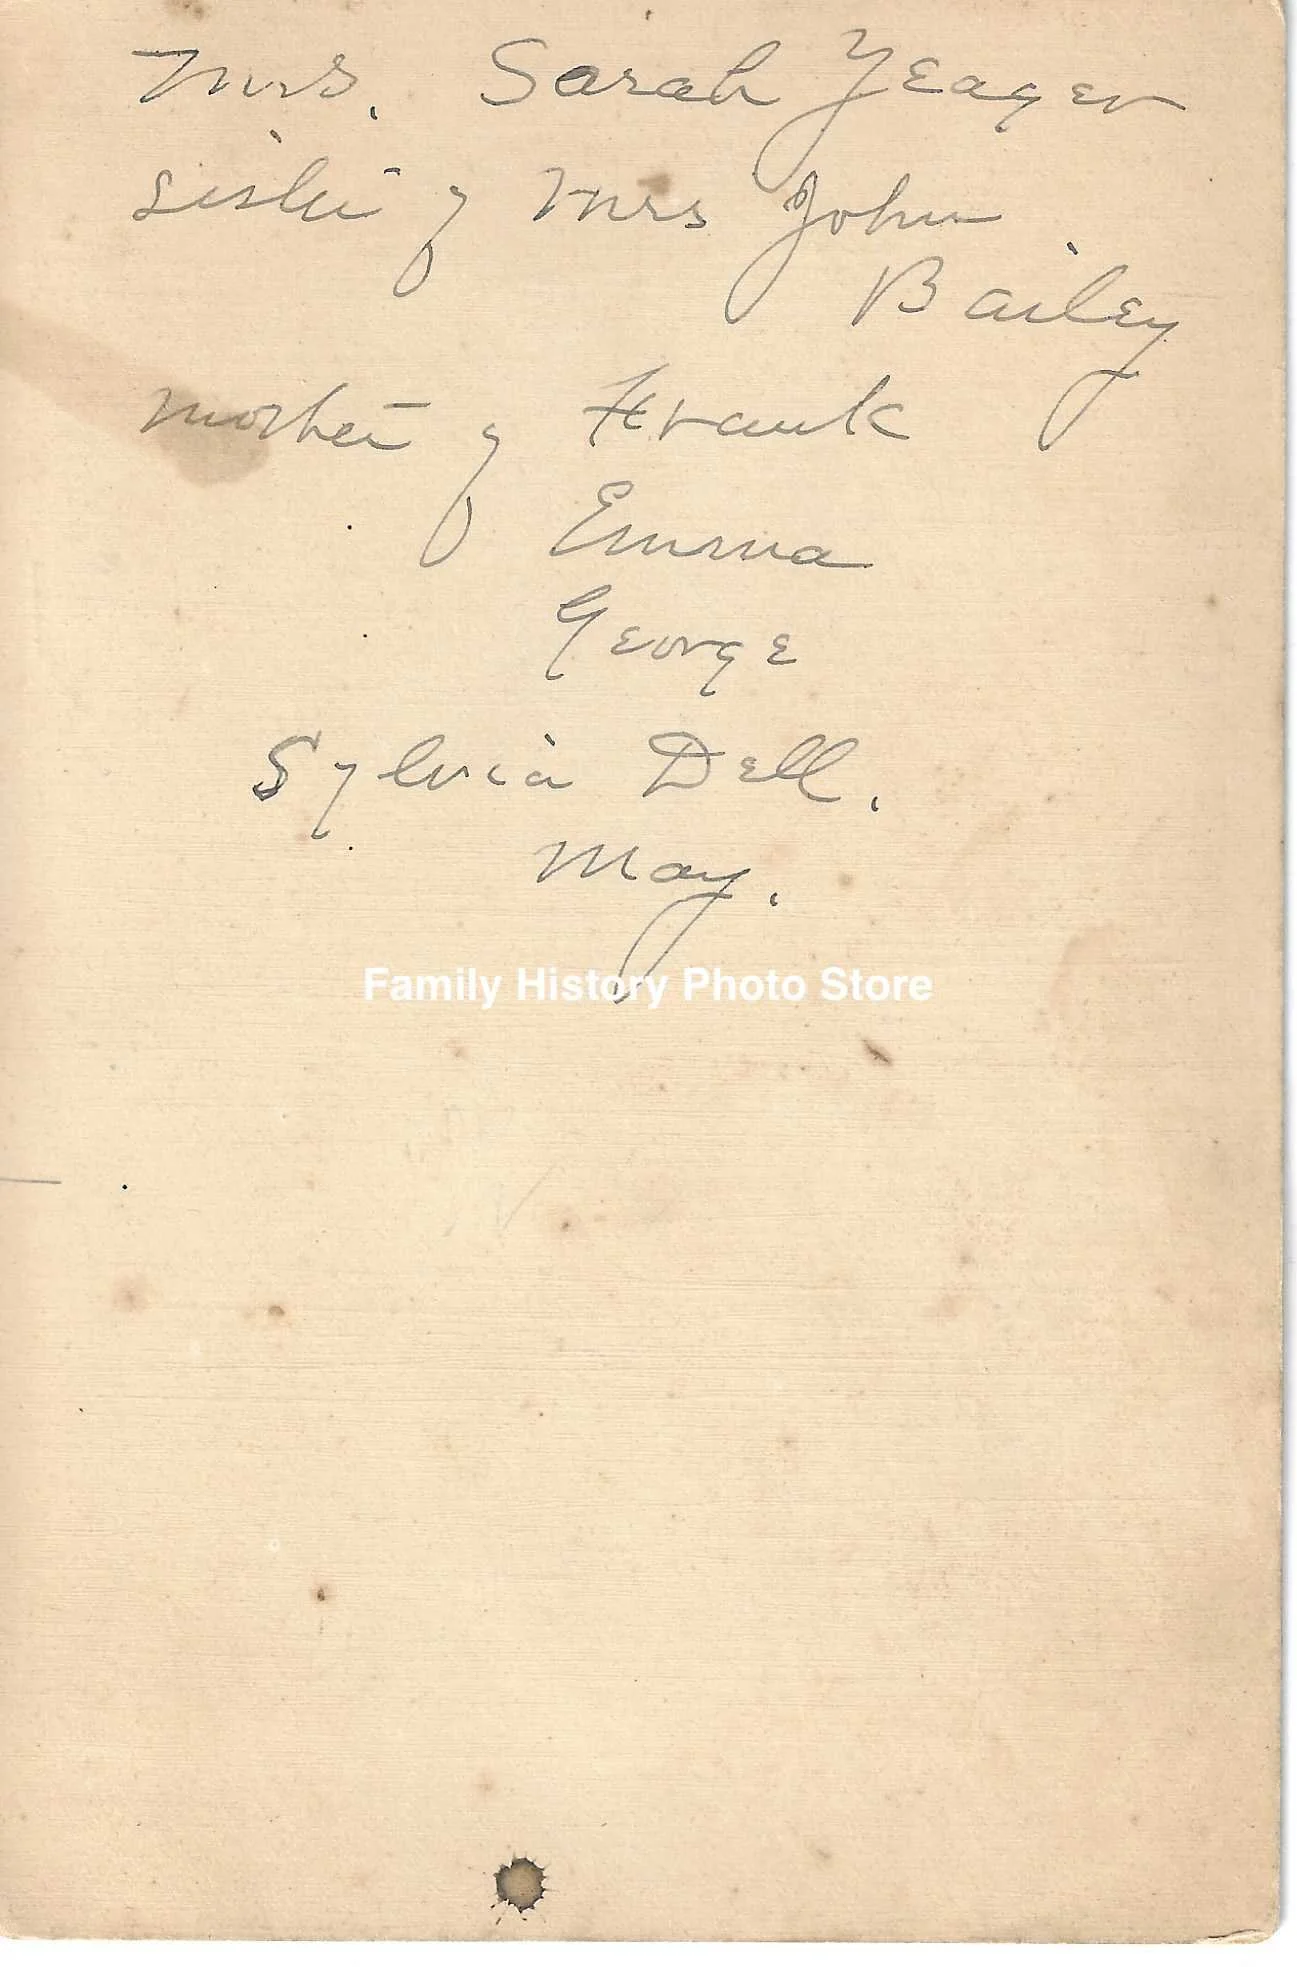 Mrs. Sarah Yeager
sister of Mrs John
Bailey
mother of Frank
Emma
George
Sylvia Dell.
May.
Family History Photo Store